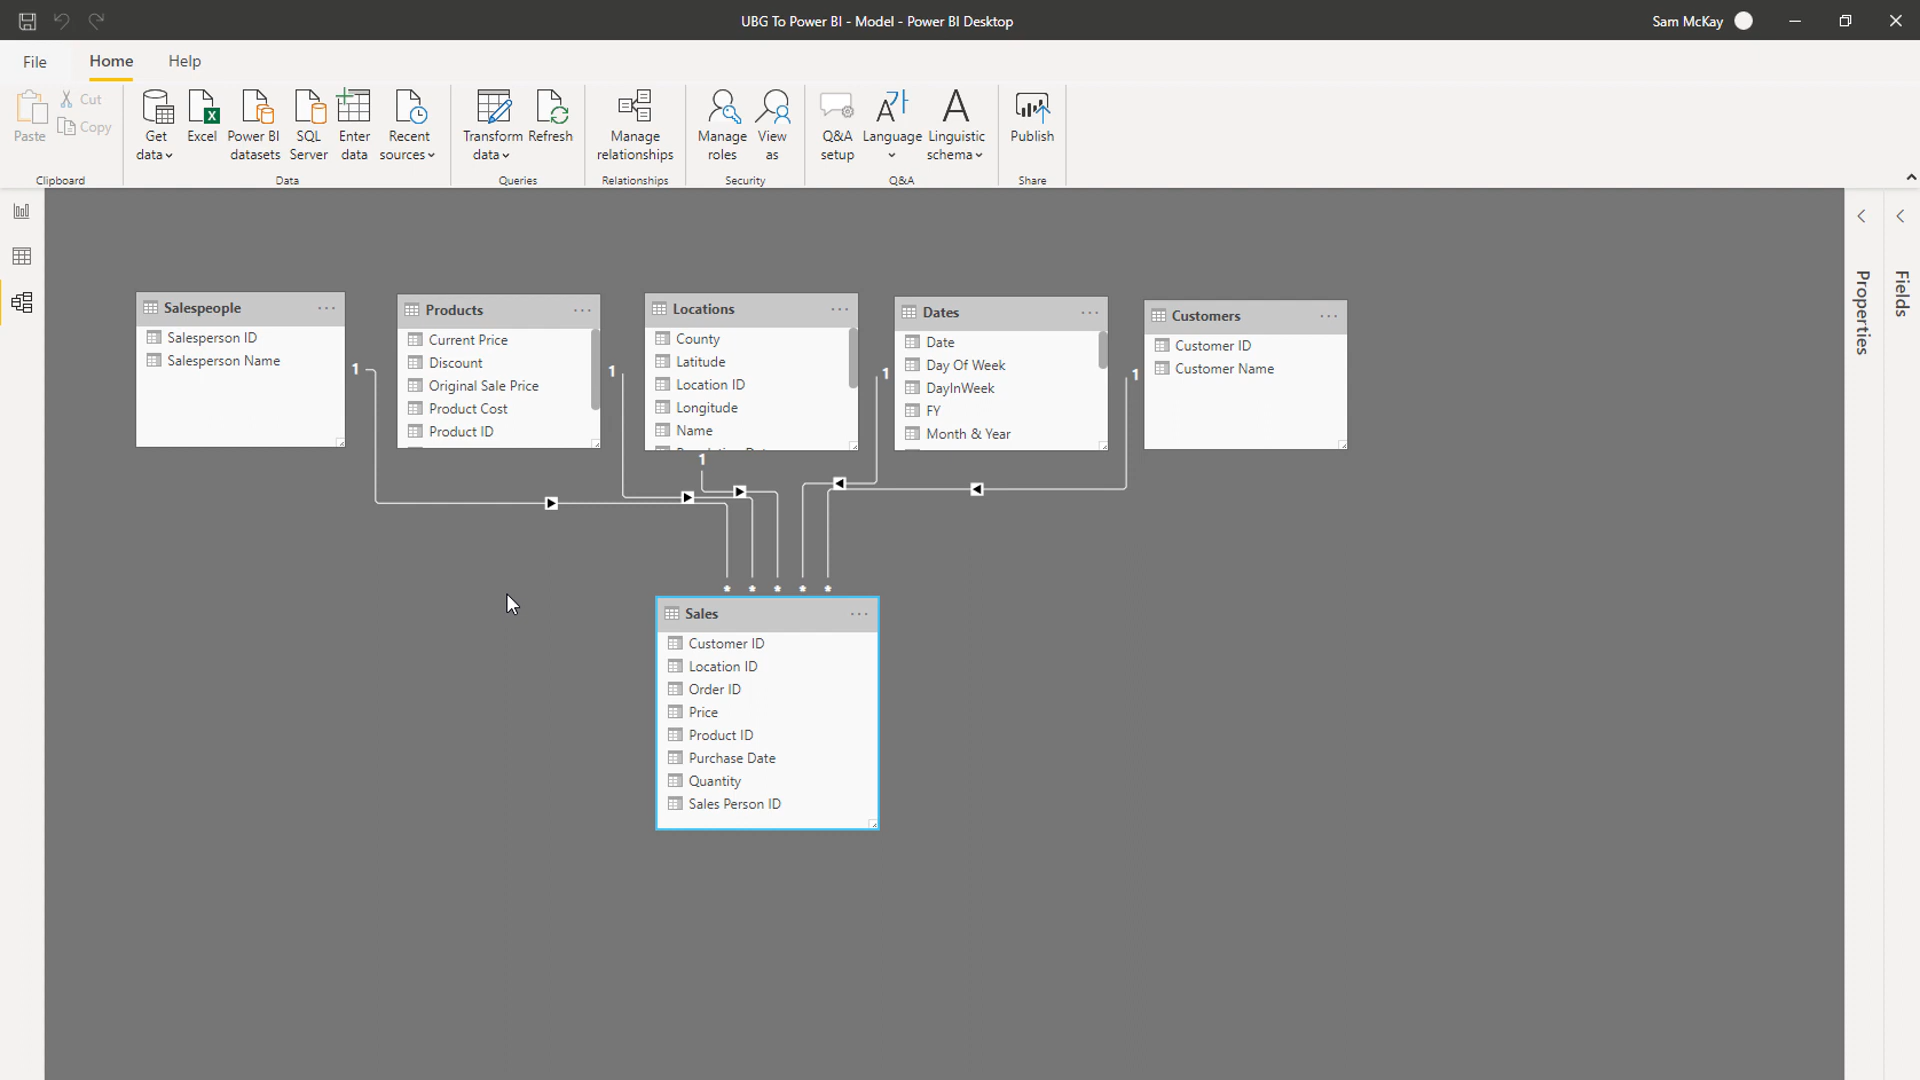 UBG To Power BI - Model - Power BI Desktop
Sam McKay
File
Home
Help
Paste
Cut
Copy
Clipboard
Get
data
Excel
Power BI
datasets
SQL
Server
Enter
data
Recent
sources
Data
Transform
data
Refresh
Queries
Manage
relationships
Relationships
Manage
roles
View
as
Security
Q&A
setup
Language
Linguistic
schema
Q&A
Publish
Share
Properties
Fields
Salespeople
Salesperson ID
Salesperson Name
1
Products
Current Price
Discount
Original Sale Price
Product Cost
Product ID
1
Locations
County
Latitude
Location ID
Longitude
Name
1
Dates
Date
Day Of Week
DayInWeek
FY
Month & Year
1
Customers
Customer ID
Customer Name
1
* * * * *
Sales
Customer ID
Location ID
Order ID
Price
Product ID
Purchase Date
Quantity
Sales Person ID